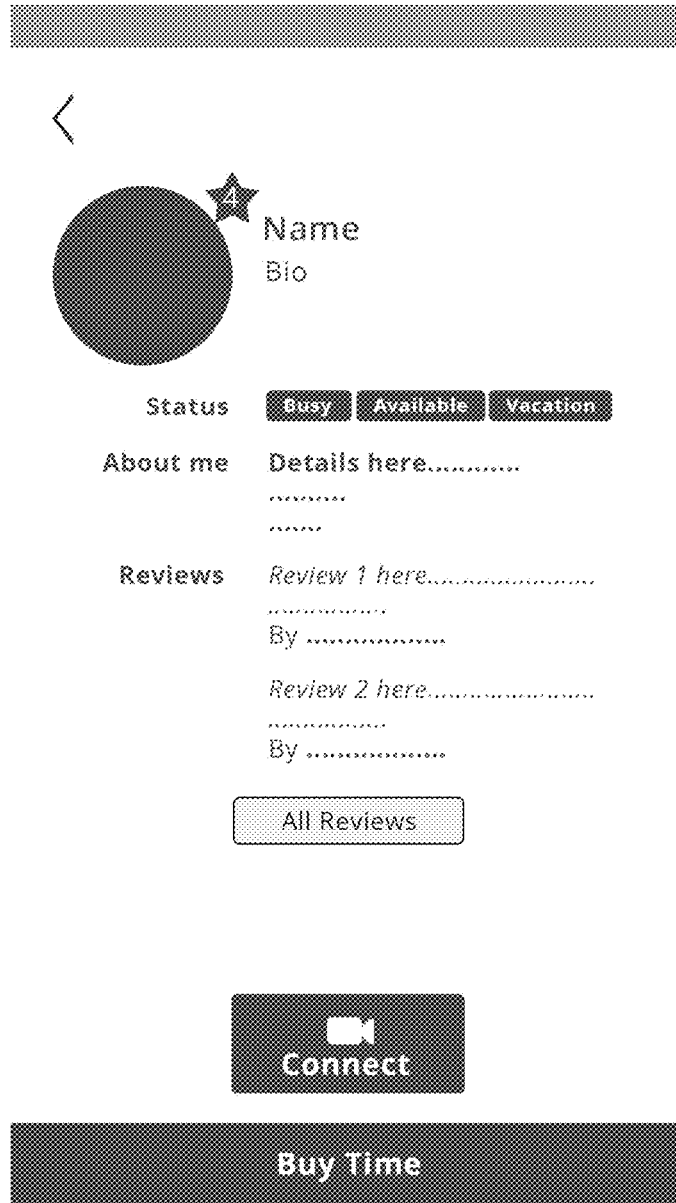 4
Name
Bio
Status Busy Available Vacation
About me Details here............
..........
.......
Reviews Review 1 here........................
.................
By ..................
Review 2 here........................
.................
By ..................
All Reviews
Connect
Buy Time